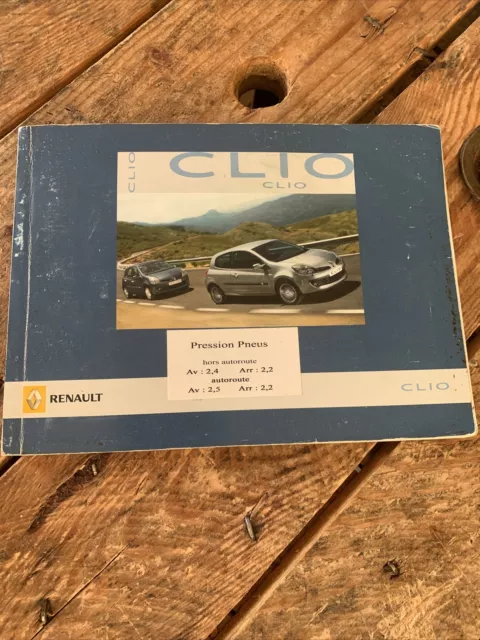 CLIO
CLIO
CLIO
Pression Pneus
hors autoroute
Av : 2,4 Arr : 2,2
autoroute
Av : 2,5 Arr : 2,2
RENAULT
CLIO